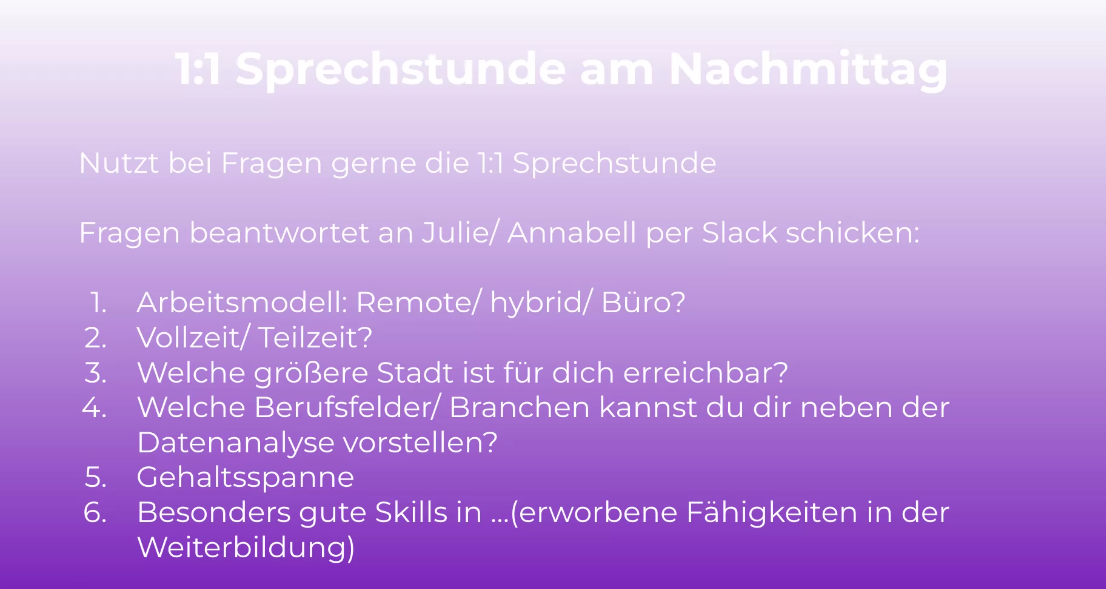 1:1 Sprechstunde am Nachmittag
Nutzt bei Fragen gerne die 1:1 Sprechstunde
Fragen beantwortet an Julie/ Annabell per Slack schicken:
1. Arbeitsmodell: Remote/ hybrid/ Büro?
2. Vollzeit/ Teilzeit?
3. Welche größere Stadt ist für dich erreichbar?
4. Welche Berufsfelder/ Branchen kannst du dir neben der
Datenanalyse vorstellen?
5. Gehaltsspanne
6. Besonders gute Skills in ...(erworbene Fähigkeiten in der
Weiterbildung)